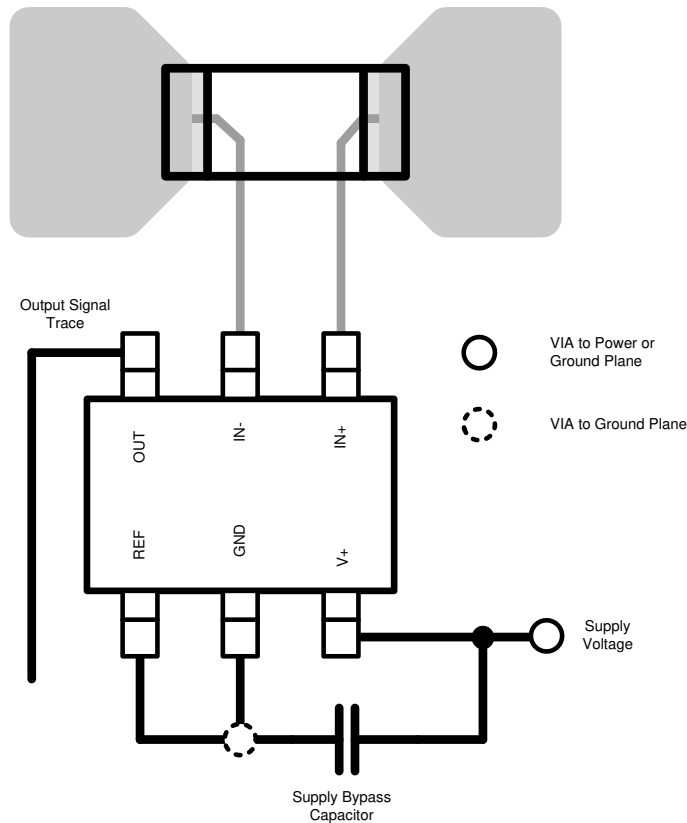 Output Signal
Trace
VIA to Power or
Ground Plane
VIA to Ground Plane
OUT
IN-
IN+
REF
GND
V+
Supply
Voltage
Supply Bypass
Capacitor